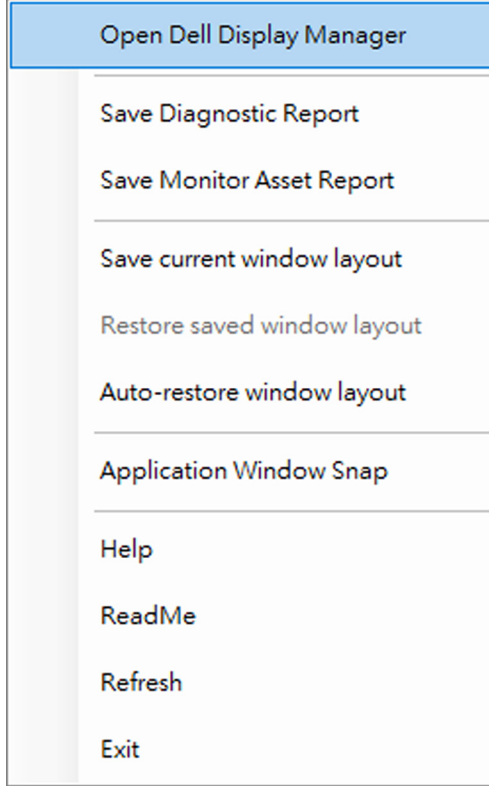 Open Dell Display Manager
Save Diagnostic Report
Save Monitor Asset Report
Save current window layout
Restore saved window layout
Auto-restore window layout
Application Window Snap
Help
ReadMe
Refresh
Exit